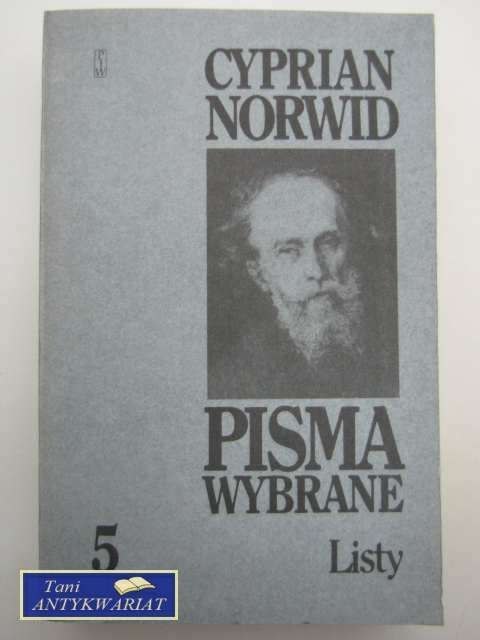 CYPRIAN
NORWID
PISMA
WYBRANE
5
Listy
Tani
ANTYKWARIAT